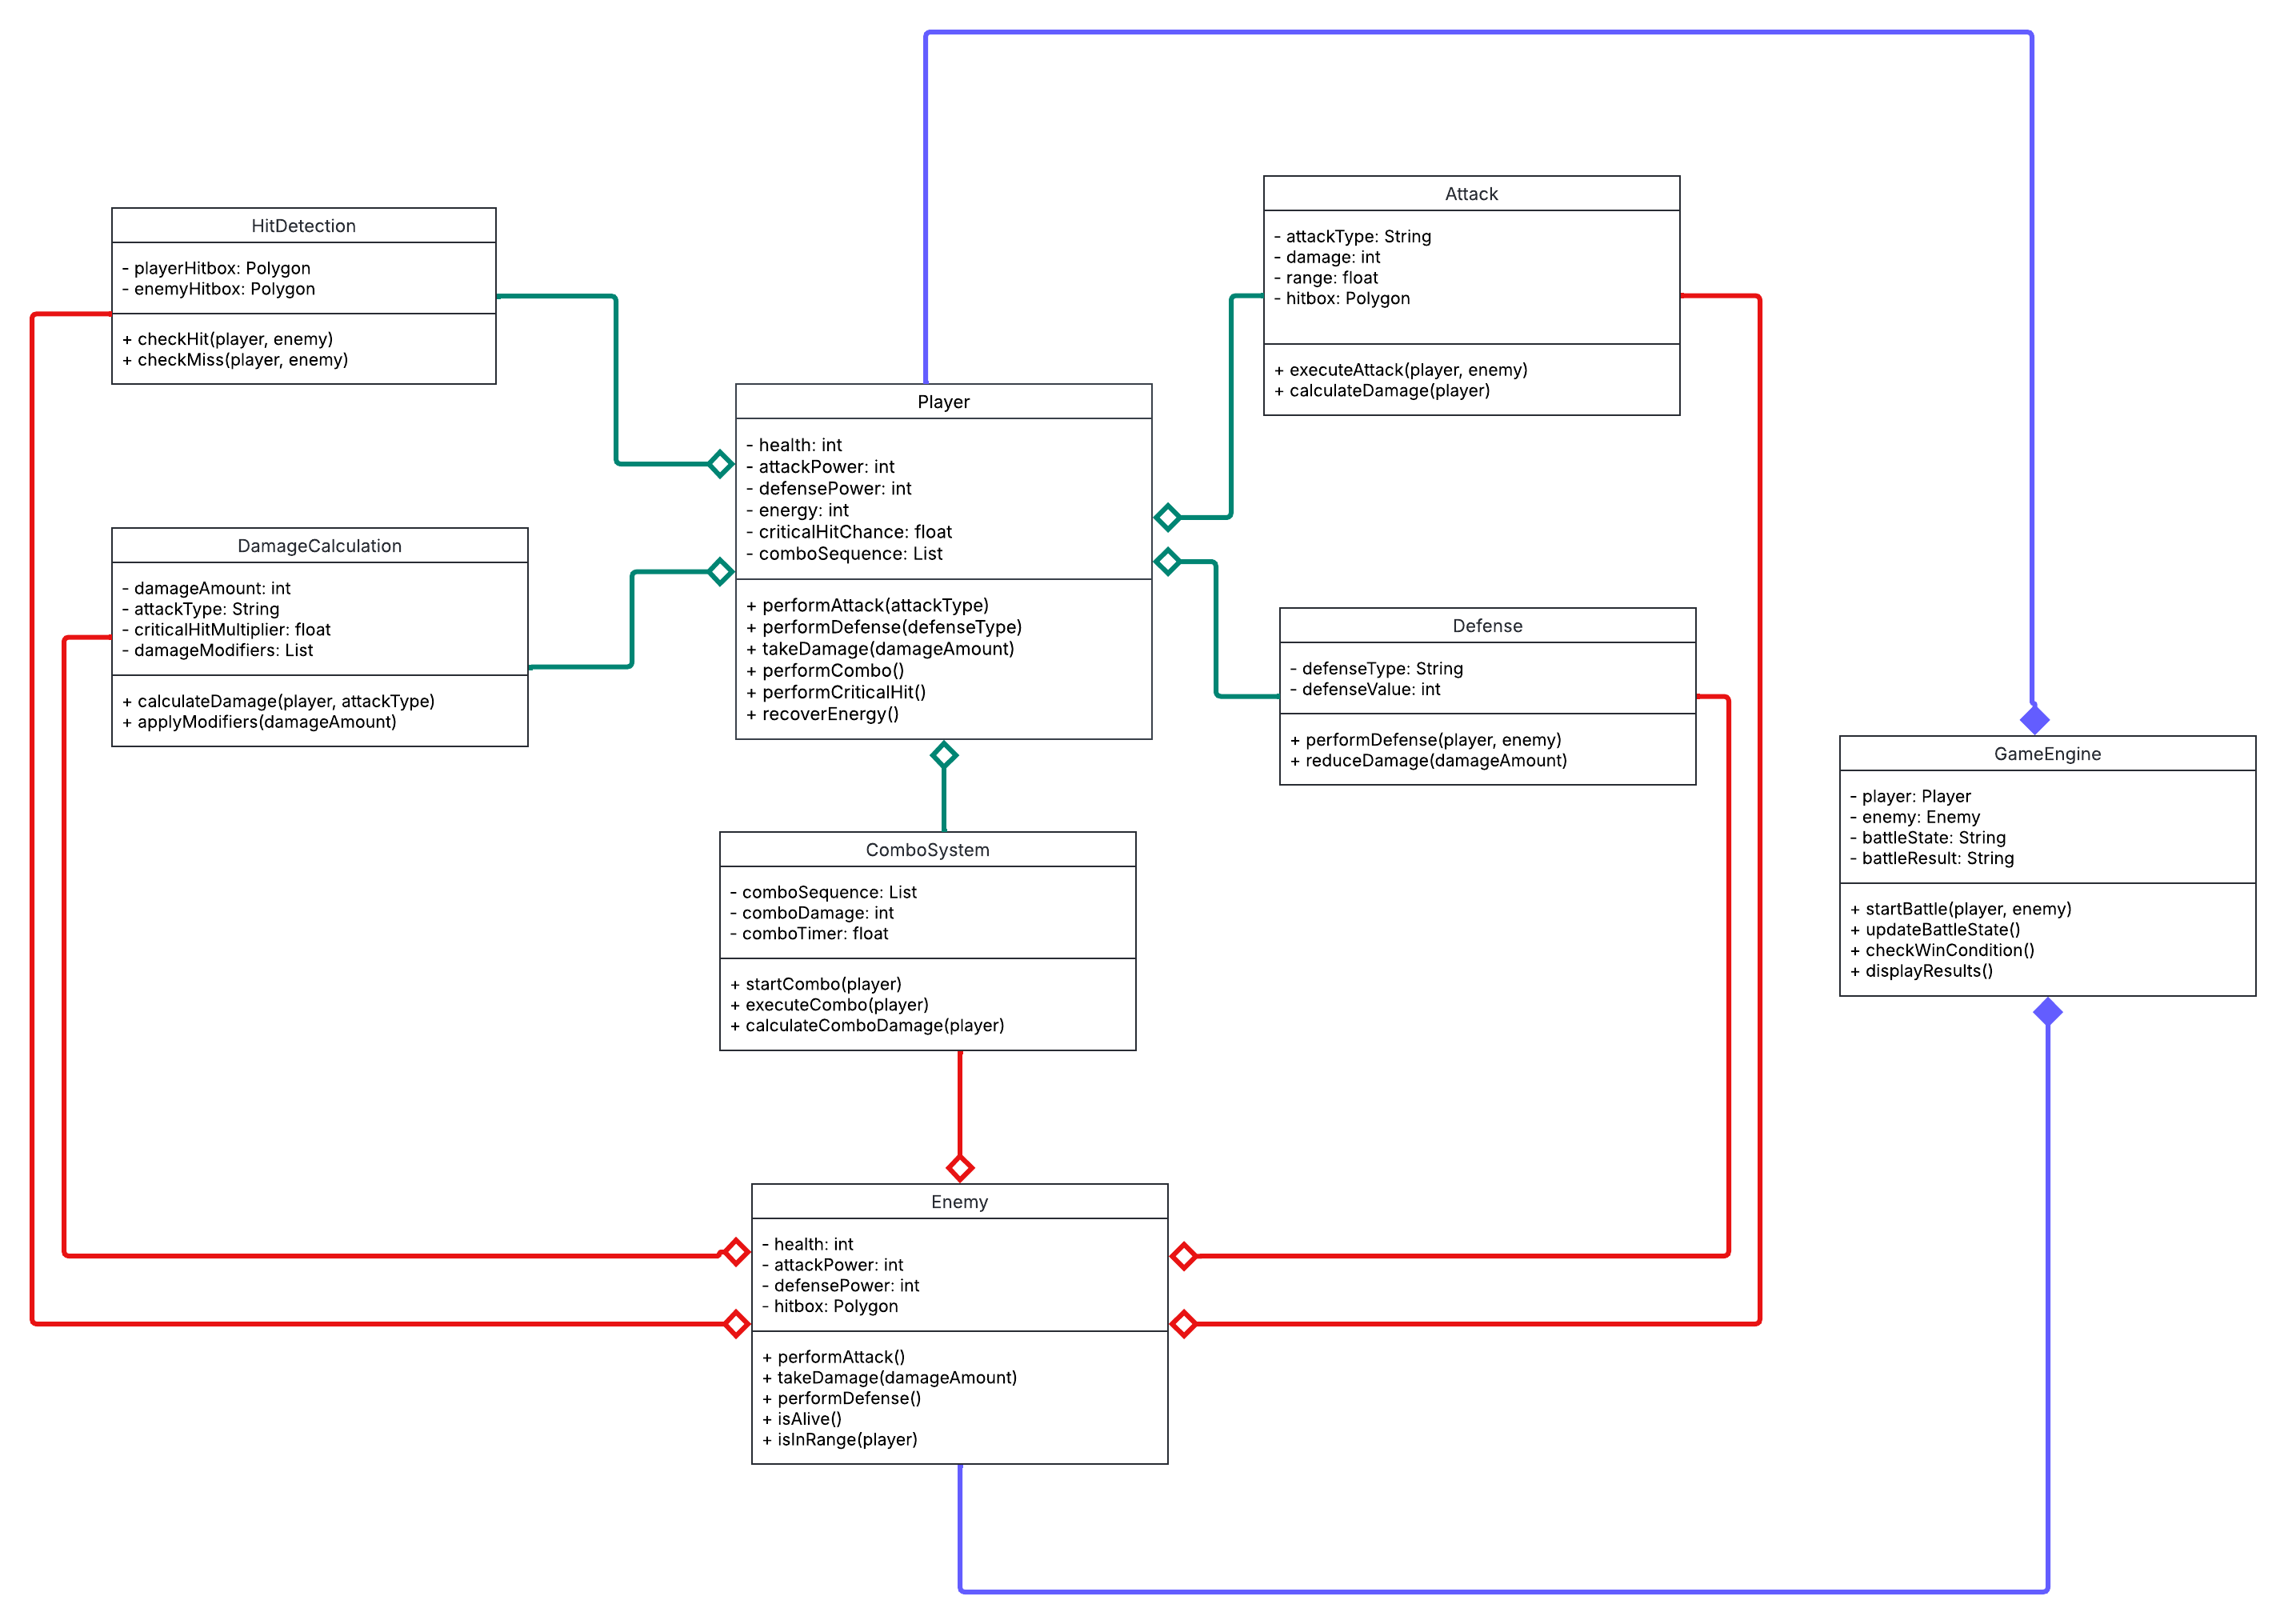 HitDetection
- playerHitbox: Polygon
- enemyHitbox: Polygon
+ checkHit(player, enemy)
+ checkMiss(player, enemy)
Attack
- attackType: String
- damage: int
- range: float
- hitbox: Polygon
+ executeAttack(player, enemy)
+ calculateDamage(player)
Player
- health: int
- attackPower: int
- defensePower: int
- energy: int
- criticalHitChance: float
- comboSequence: List
+ performAttack(attackType)
+ performDefense(defenseType)
+ takeDamage(damageAmount)
+ performCombo()
+ performCriticalHit()
+ recoverEnergy()
DamageCalculation
- damageAmount: int
- attackType: String
- criticalHitMultiplier: float
- damageModifiers: List
+ calculateDamage(player, attackType)
+ applyModifiers(damageAmount)
Defense
- defenseType: String
- defenseValue: int
+ performDefense(player, enemy)
+ reduceDamage(damageAmount)
GameEngine
- player: Player
- enemy: Enemy
- battleState: String
- battleResult: String
+ startBattle(player, enemy)
+ updateBattleState()
+ checkWinCondition()
+ displayResults()
ComboSystem
- comboSequence: List
- comboDamage: int
- comboTimer: float
+ startCombo(player)
+ executeCombo(player)
+ calculateComboDamage(player)
Enemy
- health: int
- attackPower: int
- defensePower: int
- hitbox: Polygon
+ performAttack()
+ takeDamage(damageAmount)
+ performDefense()
+ isAlive()
+ isInRange(player)